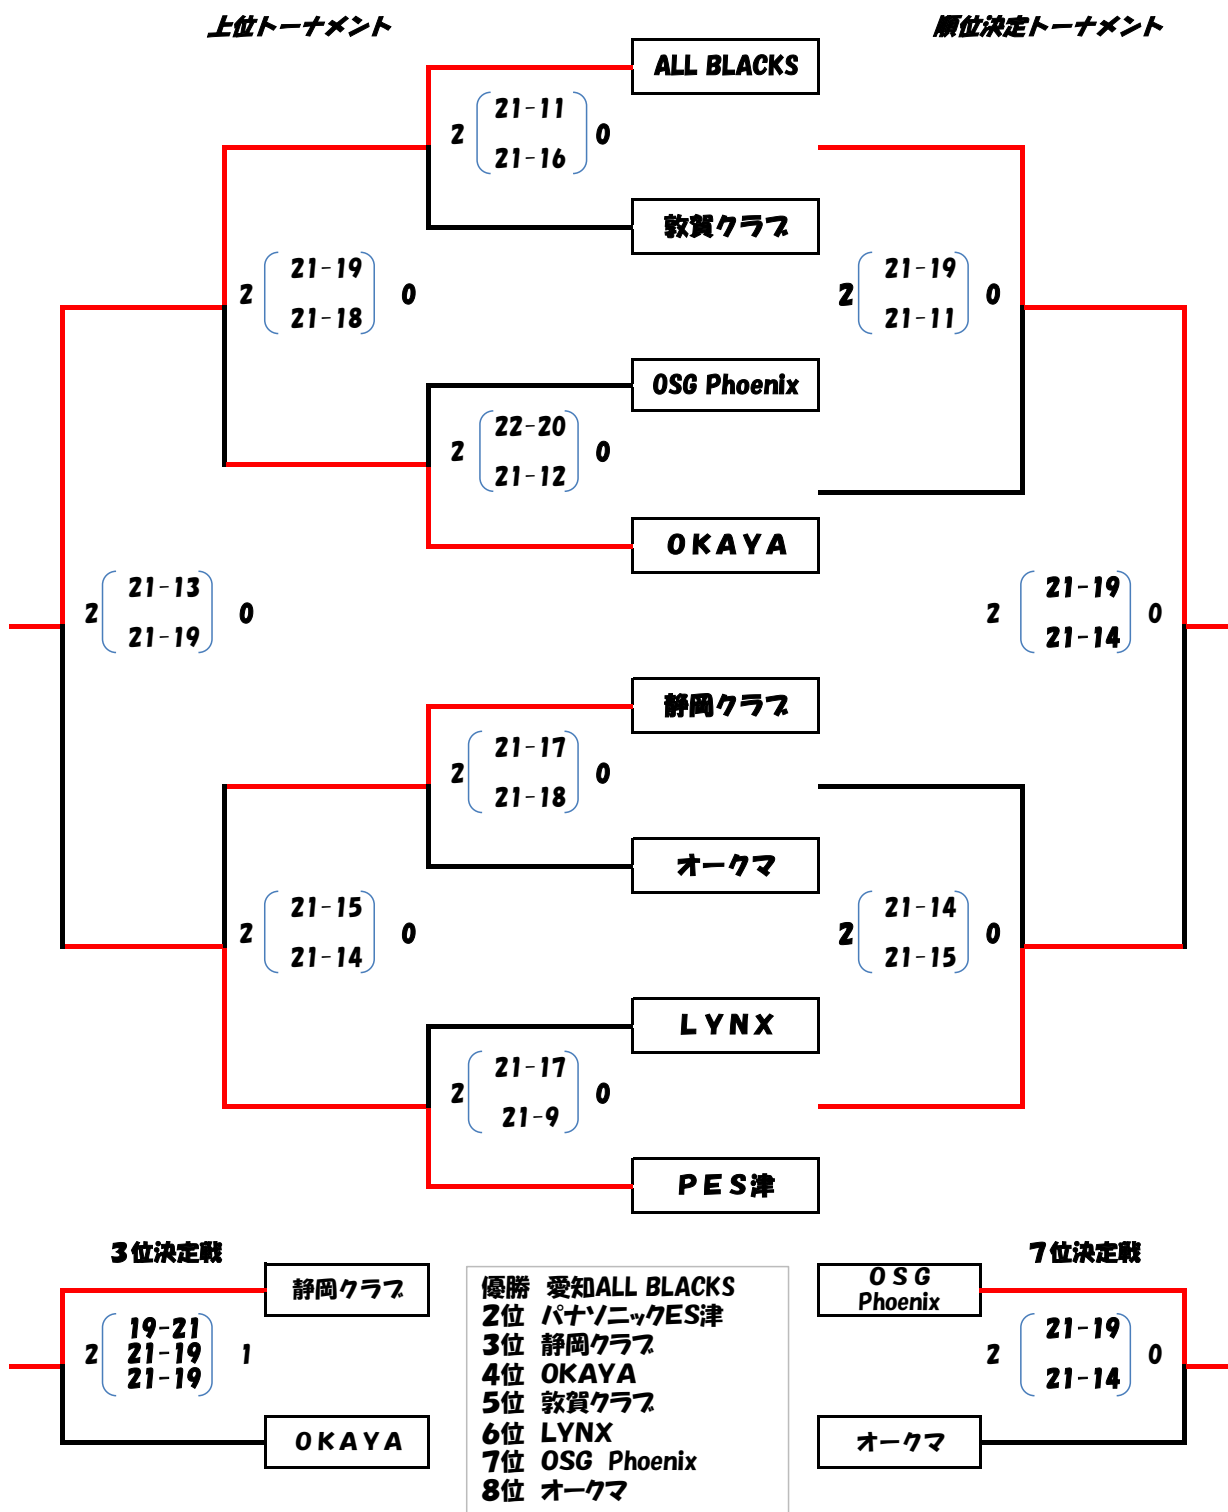 上位トーナメント
順位決定トーナメント
ALL BLACKS
2 21-11 0
21-16
敦賀クラブ
2 21-19 0
21-18
2 21-19 0
21-11
OSG Phoenix
2 22-20 0
21-12
OKAYA
2 21-13 0
21-19
2 21-19 0
21-14
静岡クラブ
2 21-17 0
21-18
オークマ
2 21-15 0
21-14
2 21-14 0
21-15
LYNX
2 21-17 0
21-9
PES津
3位決定戦
静岡クラブ
2 19-21 1
21-19
21-19
OKAYA
優勝 愛知ALL BLACKS
2位 パナソニックES津
3位 静岡クラブ
4位 OKAYA
5位 敦賀クラブ
6位 LYNX
7位 OSG Phoenix
8位 オークマ
7位決定戦
OSG
Phoenix
2 21-19 0
21-14
オークマ